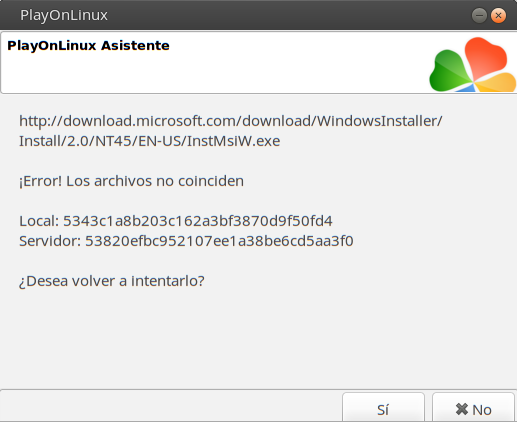 PlayOnLinux
PlayOnLinux Asistente
http://download.microsoft.com/download/WindowsInstaller/
Install/2.0/NT45/EN-US/InstMsiW.exe
¡Error! Los archivos no coinciden
Local: 5343c1a8b203c162a3bf3870d9f50fd4
Servidor: 53820efbc952107ee1a38be6cd5aa3f0
¿Desea volver a intentarlo?
Sí
No